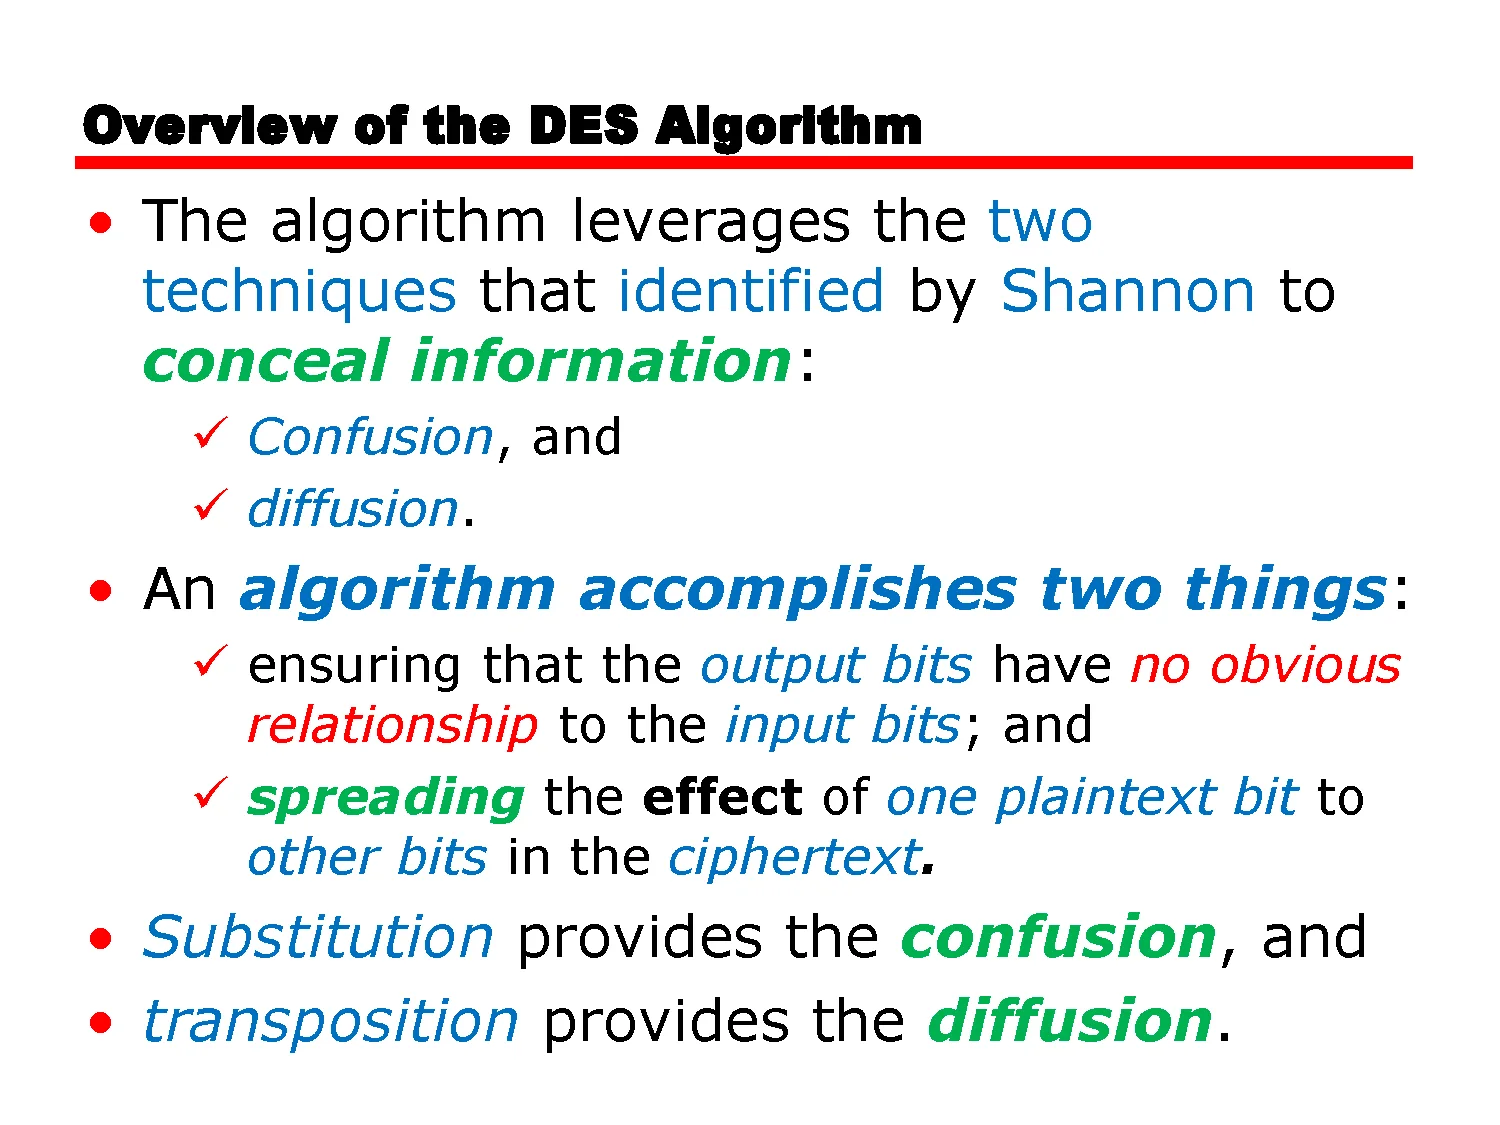 Overview of the DES Algorithm
• The algorithm leverages the two
techniques that identified by Shannon to
conceal information:
✓ Confusion, and
✓ diffusion.
• An algorithm accomplishes two things:
✓ ensuring that the output bits have no obvious
relationship to the input bits; and
✓ spreading the effect of one plaintext bit to
other bits in the ciphertext.
• Substitution provides the confusion, and
• transposition provides the diffusion.